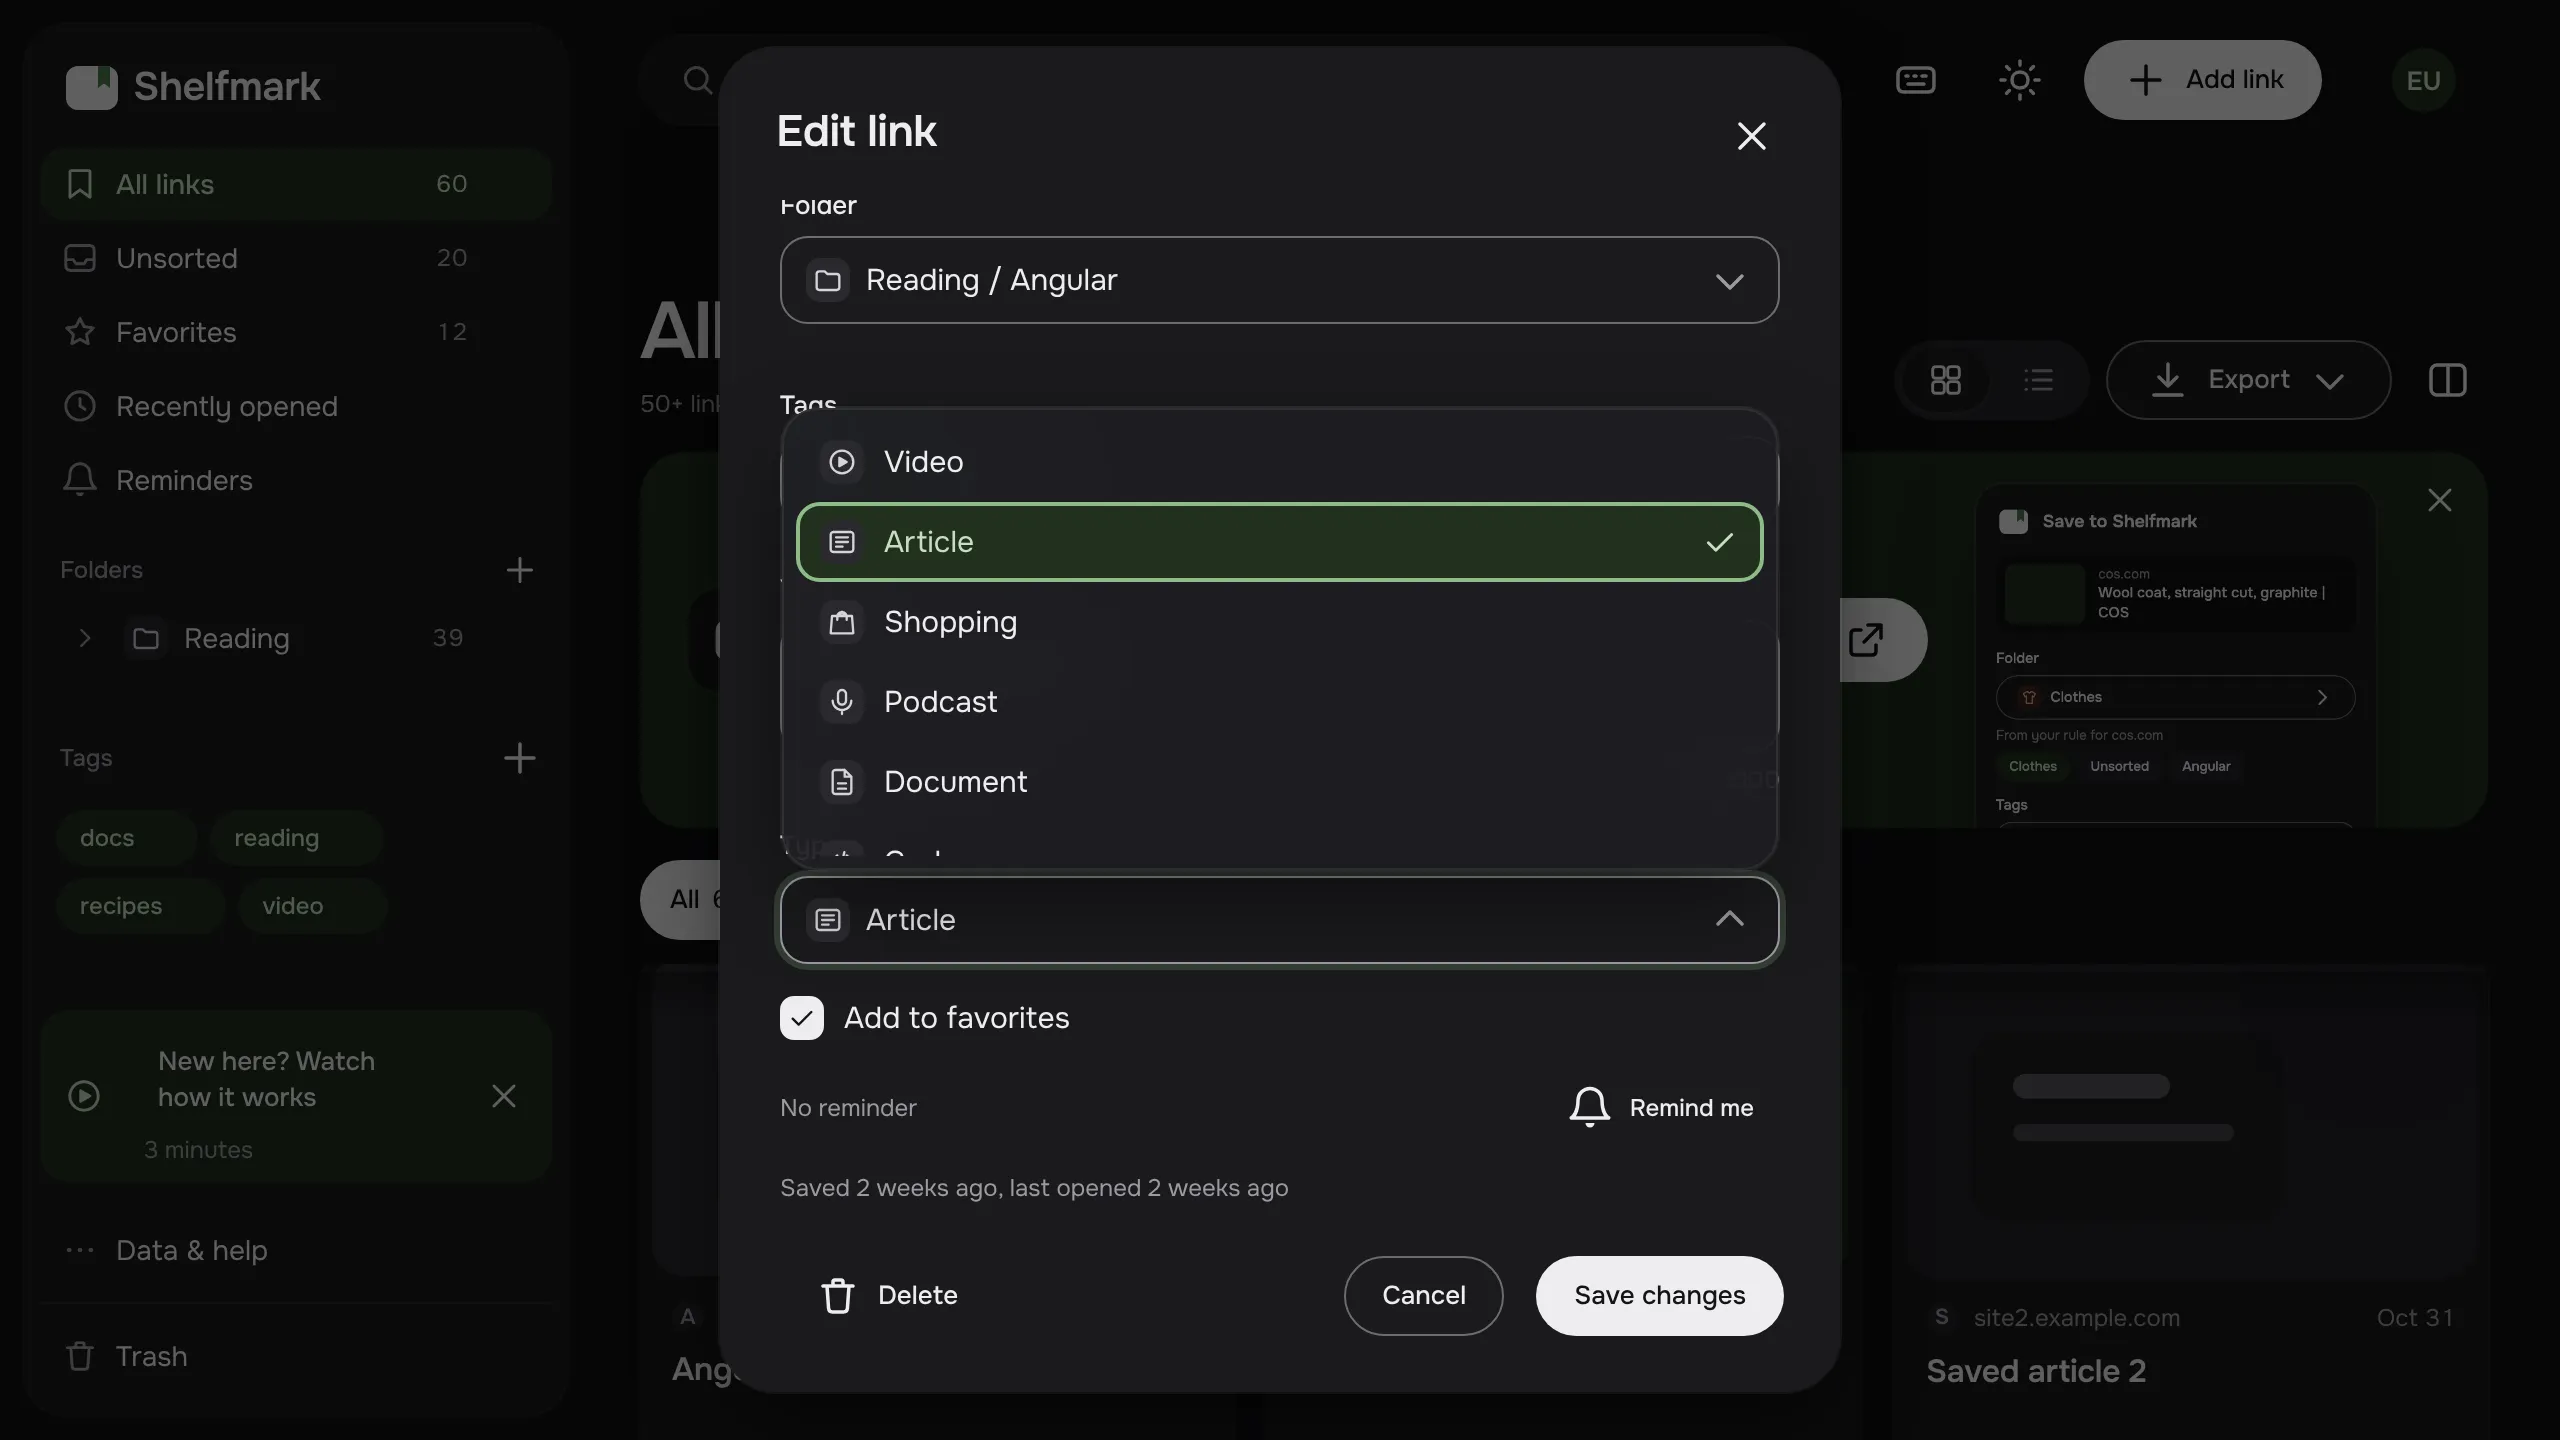 Shelfmark
All links 60
Unsorted 20
Favorites 12
Recently opened
Reminders
Folders
Reading 39
Tags
docs reading
recipes video
New here? Watch
how it works
3 minutes
Data & help
Trash
Add link
EU
All
50+
Export
Save to Shelfmark
cos.com
Wool coat, straight cut, graphite |
COS
Folder
Clothes
From your rule for cos.com
Clothes Unsorted Angular
Tags
All
Edit link
Folder
Reading / Angular
Tags
Video
Article
Shopping
Podcast
Document
Article
Add to favorites
No reminder
Remind me
Saved 2 weeks ago, last opened 2 weeks ago
Delete
Cancel
Save changes
A
S site2.example.com Oct 31
Saved article 2